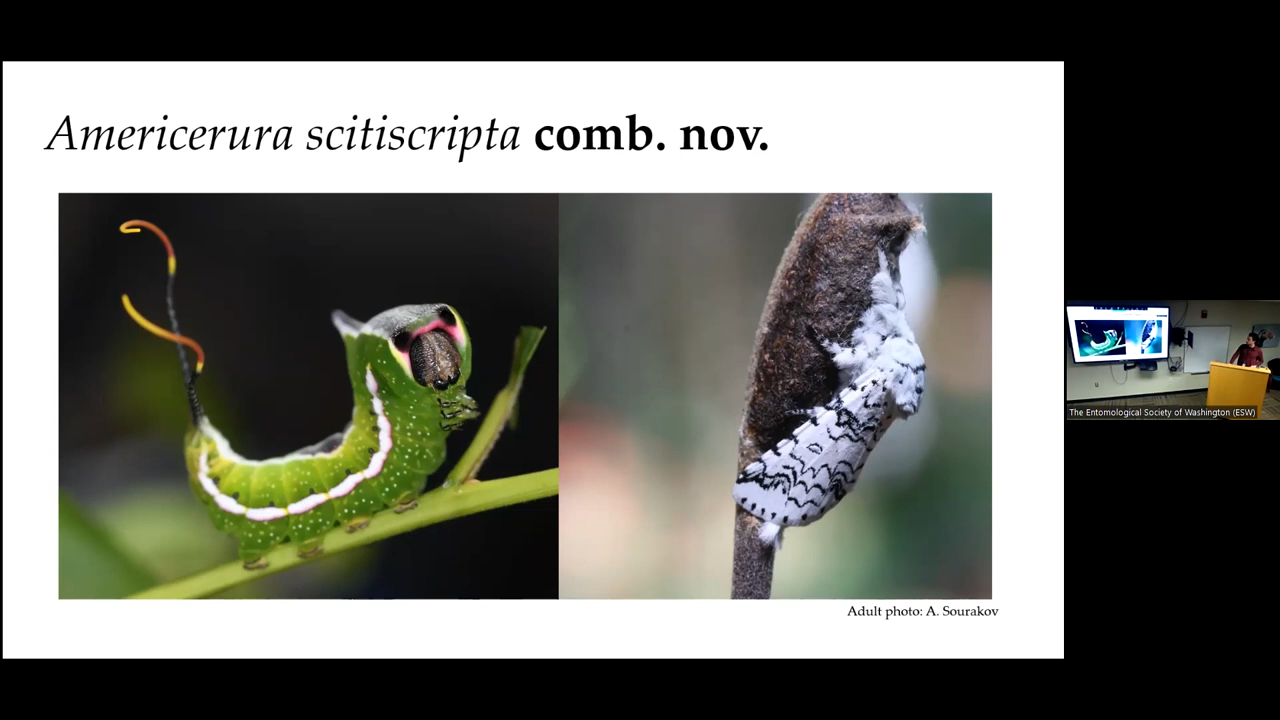 Americerura scitiscripta comb. nov.
Adult photo: A. Sourakov
The Entomological Society of Washington (ESW)